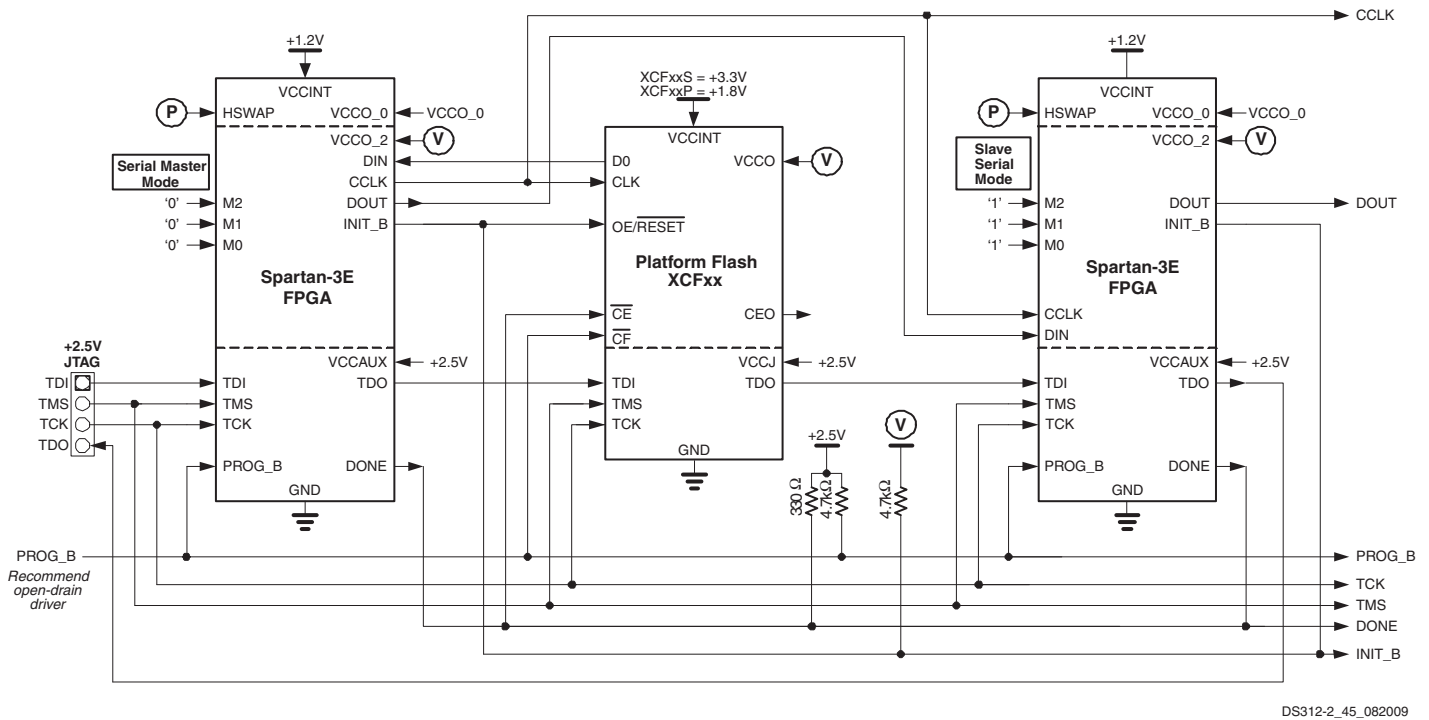 CCLK
+1.2V
VCCINT
P
HSWAP
VCCO_0
VCCO_0
VCCO_2
V
Serial Master
Mode
DIN
CCLK
DOUT
INIT_B
'0'
M2
'0'
M1
'0'
M0
Spartan-3E
FPGA
+2.5V
JTAG
TDI
TMS
TCK
TDO
VCCAUX
+2.5V
TDI
TDO
TMS
TCK
PROG_B
DONE
GND
XCFxxS = +3.3V
XCFxxP = +1.8V
VCCINT
D0
VCCO
V
CLK
OE/RESET
Platform Flash
XCFxx
CE
CEO
CF
VCCJ
+2.5V
TDI
TDO
TMS
TCK
GND
+2.5V
330 Ω
4.7kΩ
V
4.7kΩ
+1.2V
VCCINT
P
HSWAP
VCCO_0
VCCO_0
VCCO_2
V
Slave
Serial
Mode
'1'
M2
DOUT
DOUT
'1'
M1
INIT_B
'1'
M0
Spartan-3E
FPGA
CCLK
DIN
VCCAUX
+2.5V
TDI
TDO
TMS
TCK
PROG_B
DONE
GND
PROG_B
Recommend
open-drain
driver
PROG_B
TCK
TMS
DONE
INIT_B
DS312-2_45_082009